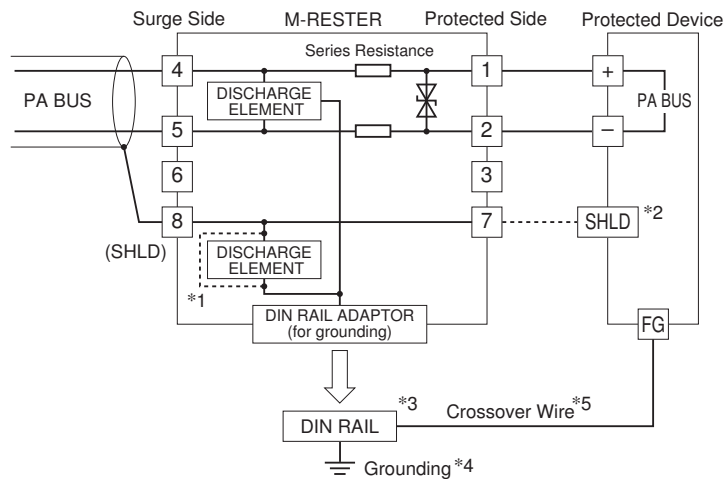 Surge Side M-RESTER Protected Side Protected Device
Series Resistance
4 1 +
PA BUS DISCHARGE ELEMENT PA BUS
5 2 −
6 3
8 7 SHLD *2
(SHLD)
DISCHARGE
ELEMENT
*1
DIN RAIL ADAPTOR
(for grounding)
FG
*3
DIN RAIL Crossover Wire*5
Grounding*4